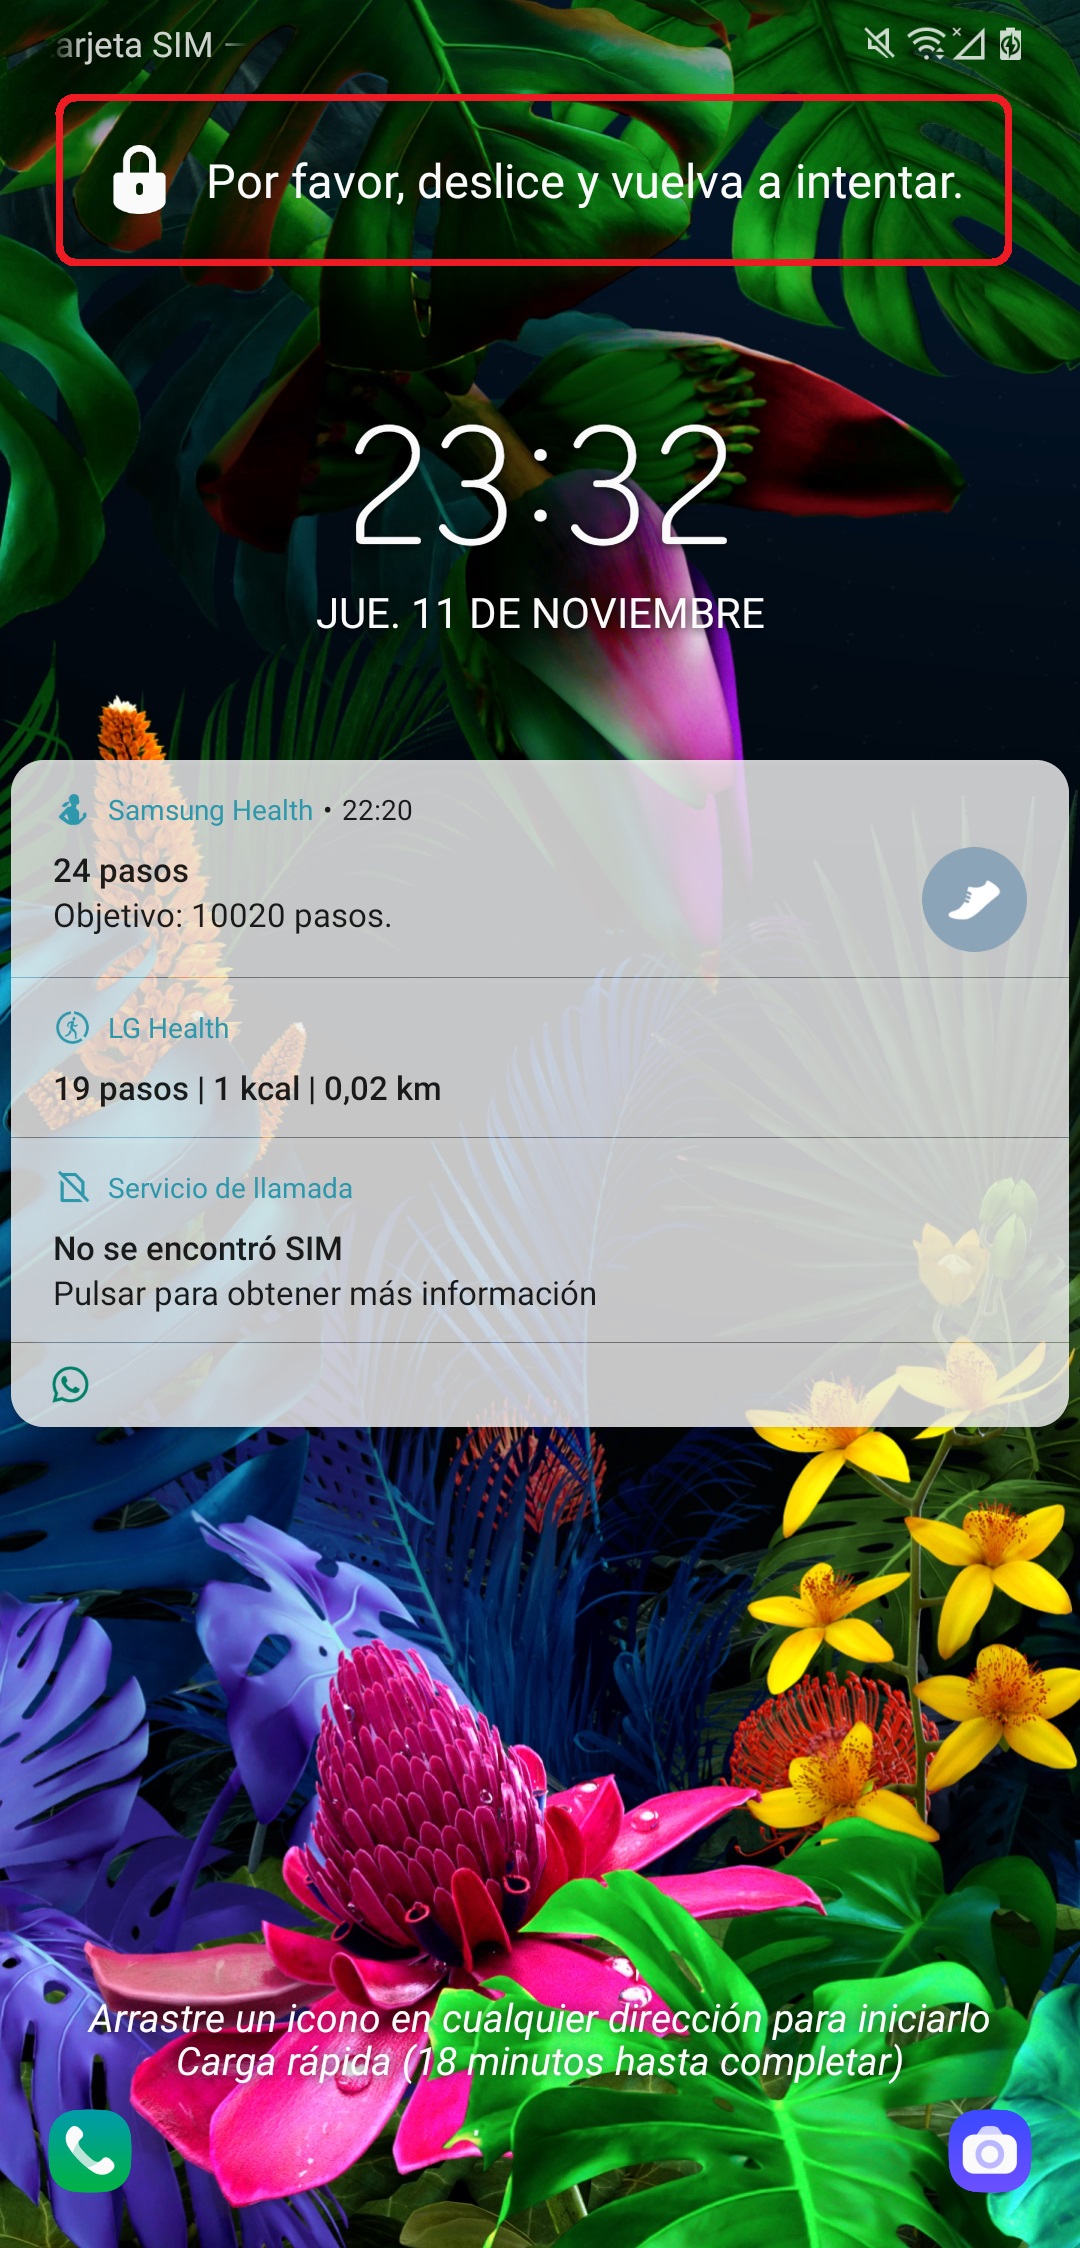 arjeta SIM —
Por favor, deslice y vuelva a intentar.
23:32
JUE. 11 DE NOVIEMBRE
Samsung Health • 22:20
24 pasos
Objetivo: 10020 pasos.
LG Health
19 pasos | 1 kcal | 0,02 km
Servicio de llamada
No se encontró SIM
Pulsar para obtener más información
Arrastre un icono en cualquier dirección para iniciarlo
Carga rápida (18 minutos hasta completar)